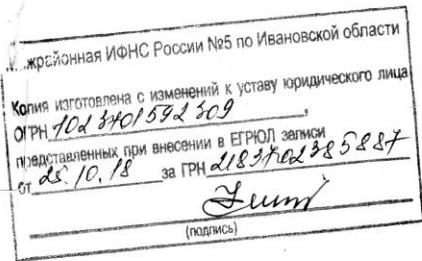 жрайонная ИФНС России №5 по Ивановской области
Копия изготовлена с изменений к уставу юридического лица
ОГРН 1023701592309,
представленных при внесении в ЕГРЮЛ записи
от 25.10.18 за ГРН 2183702385887
(подпись)